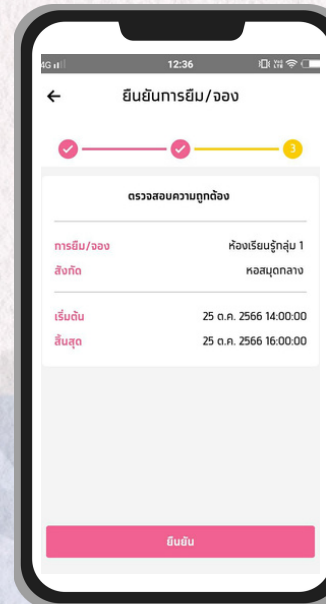 4G 12:36
ยืนยันการยืม/จอง
3
ตรวจสอบความถูกต้อง
การยืม/จอง ห้องเรียนรู้กลุ่ม 1
สังกัด หอสมุดกลาง
เริ่มต้น 25 ต.ค. 2566 14:00:00
สิ้นสุด 25 ต.ค. 2566 16:00:00
ยืนยัน